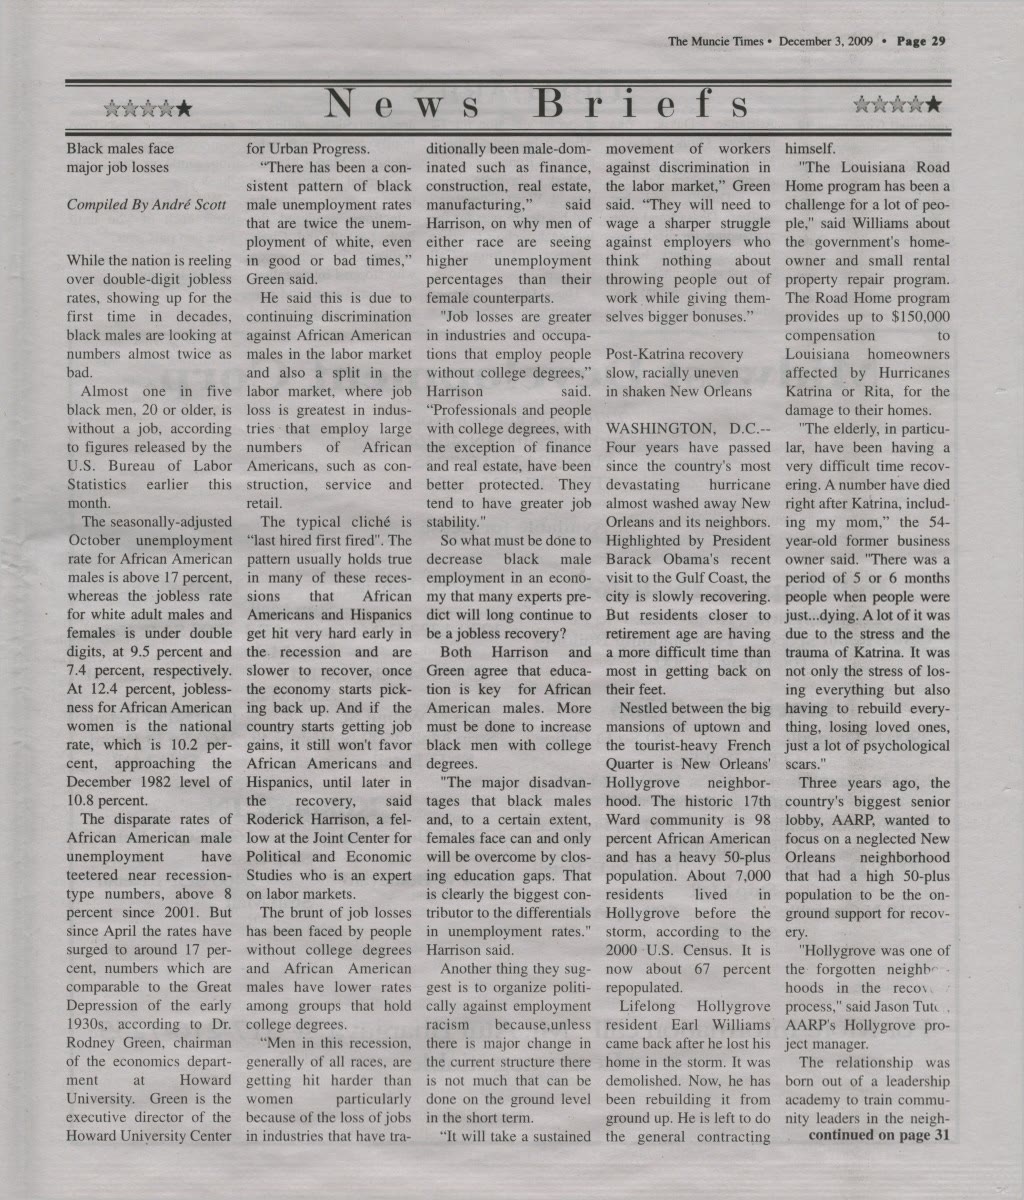 The Muncie Times • December 3, 2009 • Page 29
News Briefs
Black males face
major job losses
Compiled By André Scott
While the nation is reeling
over double-digit jobless
rates, showing up for the
first time in decades,
black males are looking at
numbers almost twice as
bad.
Almost one in five
black men, 20 or older, is
without a job, according
to figures released by the
U.S. Bureau of Labor
Statistics earlier this
month.
The seasonally-adjusted
October unemployment
rate for African American
males is above 17 percent,
whereas the jobless rate
for white adult males and
females is under double
digits, at 9.5 percent and
7.4 percent, respectively.
At 12.4 percent, jobless-
ness for African American
women is the national
rate, which is 10.2 per-
cent, approaching the
December 1982 level of
10.8 percent.
The disparate rates of
African American male
unemployment have
teetered near recession-
type numbers, above 8
percent since 2001. But
since April the rates have
surged to around 17 per-
cent, numbers which are
comparable to the Great
Depression of the early
1930s, according to Dr.
Rodney Green, chairman
of the economics depart-
ment at Howard
University. Green is the
executive director of the
Howard University Center
for Urban Progress.
“There has been a con-
sistent pattern of black
male unemployment rates
that are twice the unem-
ployment of white, even
in good or bad times,”
Green said.
He said this is due to
continuing discrimination
against African American
males in the labor market
and also a split in the
labor market, where job
loss is greatest in indus-
tries that employ large
numbers of African
Americans, such as con-
struction, service and
retail.
The typical cliché is
“last hired first fired". The
pattern usually holds true
in many of these reces-
sions that African
Americans and Hispanics
get hit very hard early in
the recession and are
slower to recover, once
the economy starts pick-
ing back up. And if the
country starts getting job
gains, it still won't favor
African Americans and
Hispanics, until later in
the recovery, said
Roderick Harrison, a fel-
low at the Joint Center for
Political and Economic
Studies who is an expert
on labor markets.
The brunt of job losses
has been faced by people
without college degrees
and African American
males have lower rates
among groups that hold
college degrees.
“Men in this recession,
generally of all races, are
getting hit harder than
women particularly
because of the loss of jobs
in industries that have tra-
ditionally been male-dom-
inated such as finance,
construction, real estate,
manufacturing,” said
Harrison, on why men of
either race are seeing
higher unemployment
percentages than their
female counterparts.
"Job losses are greater
in industries and occupa-
tions that employ people
without college degrees,”
Harrison said.
“Professionals and people
with college degrees, with
the exception of finance
and real estate, have been
better protected. They
tend to have greater job
stability."
So what must be done to
decrease black male
employment in an econo-
my that many experts pre-
dict will long continue to
be a jobless recovery?
Both Harrison and
Green agree that educa-
tion is key for African
American males. More
must be done to increase
black men with college
degrees.
"The major disadvan-
tages that black males
and, to a certain extent,
females face can and only
will be overcome by clos-
ing education gaps. That
is clearly the biggest con-
tributor to the differentials
in unemployment rates."
Harrison said.
Another thing they sug-
gest is to organize politi-
cally against employment
racism because,unless
there is major change in
the current structure there
is not much that can be
done on the ground level
in the short term.
“It will take a sustained
movement of workers
against discrimination in
the labor market,” Green
said. “They will need to
wage a sharper struggle
against employers who
think nothing about
throwing people out of
work while giving them-
selves bigger bonuses.”
Post-Katrina recovery
slow, racially uneven
in shaken New Orleans
WASHINGTON, D.C.--
Four years have passed
since the country's most
devastating hurricane
almost washed away New
Orleans and its neighbors.
Highlighted by President
Barack Obama's recent
visit to the Gulf Coast, the
city is slowly recovering.
But residents closer to
retirement age are having
a more difficult time than
most in getting back on
their feet.
Nestled between the big
mansions of uptown and
the tourist-heavy French
Quarter is New Orleans'
Hollygrove neighbor-
hood. The historic 17th
Ward community is 98
percent African American
and has a heavy 50-plus
population. About 7,000
residents lived in
Hollygrove before the
storm, according to the
2000 U.S. Census. It is
now about 67 percent
repopulated.
Lifelong Hollygrove
resident Earl Williams
came back after he lost his
home in the storm. It was
demolished. Now, he has
been rebuilding it from
ground up. He is left to do
the general contracting
himself.
"The Louisiana Road
Home program has been a
challenge for a lot of peo-
ple," said Williams about
the government's home-
owner and small rental
property repair program.
The Road Home program
provides up to $150,000
compensation to
Louisiana homeowners
affected by Hurricanes
Katrina or Rita, for the
damage to their homes.
"The elderly, in particu-
lar, have been having a
very difficult time recov-
ering. A number have died
right after Katrina, includ-
ing my mom,” the 54-
year-old former business
owner said. "There was a
period of 5 or 6 months
people when people were
just...dying. A lot of it was
due to the stress and the
trauma of Katrina. It was
not only the stress of los-
ing everything but also
having to rebuild every-
thing, losing loved ones,
just a lot of psychological
scars."
Three years ago, the
country's biggest senior
lobby, AARP, wanted to
focus on a neglected New
Orleans neighborhood
that had a high 50-plus
population to be the on-
ground support for recov-
ery.
"Hollygrove was one of
the forgotten
hoods in the
process," said Jason
AARP's Hollygrove pro-
ject manager.
The relationship was
born out of a leadership
academy to train commu-
nity leaders in the neigh-
continued on page 31